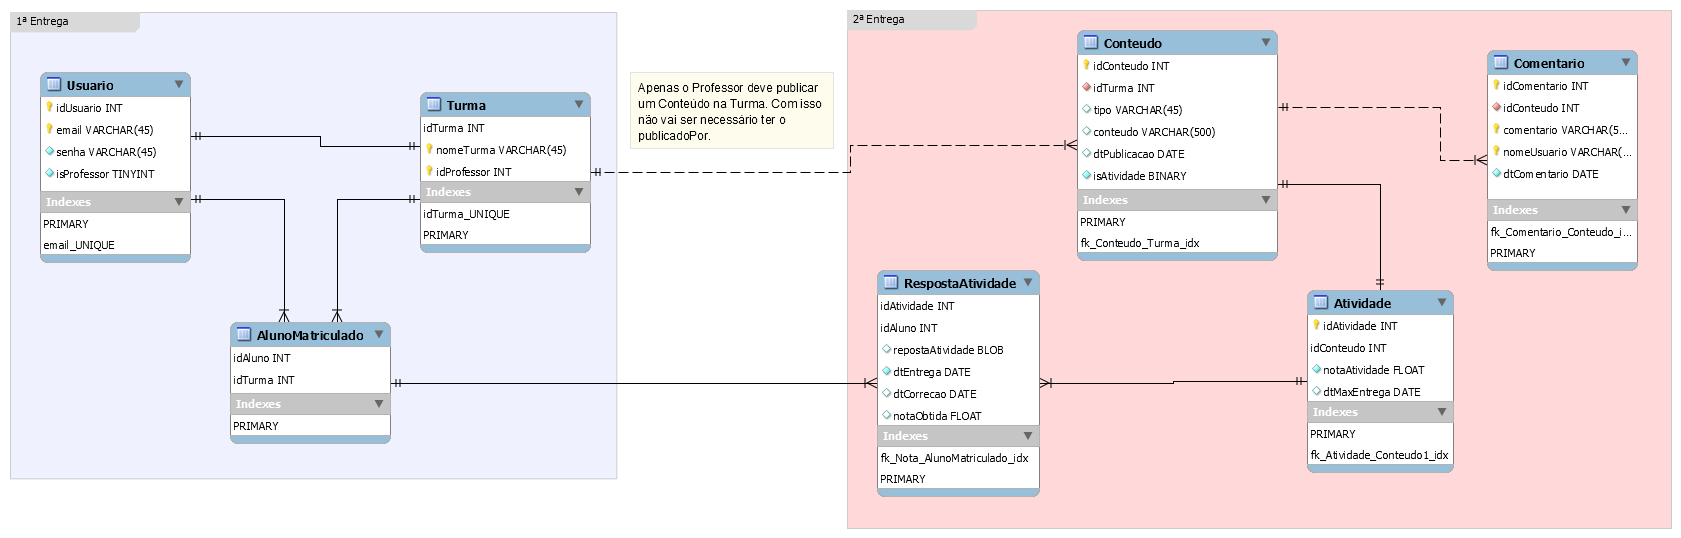 1ª Entrega
Usuario
idUsuario INT
email VARCHAR(45)
senha VARCHAR(45)
isProfessor TINYINT
Indexes
PRIMARY
email_UNIQUE
Turma
idTurma INT
nomeTurma VARCHAR(45)
idProfessor INT
Indexes
idTurma_UNIQUE
PRIMARY
AlunoMatriculado
idAluno INT
idTurma INT
Indexes
PRIMARY
Apenas o Professor deve publicar
um Conteúdo na Turma. Com isso
não vai ser necessário ter o
publicadoPor.
2ª Entrega
Conteudo
idConteudo INT
idTurma INT
tipo VARCHAR(45)
conteudo VARCHAR(500)
dtPublicacao DATE
isAtividade BINARY
Indexes
PRIMARY
fk_Conteudo_Turma_idx
Comentario
idComentario INT
idConteudo INT
comentario VARCHAR(5...
nomeUsuario VARCHAR(...
dtComentario DATE
Indexes
fk_Comentario_Conteudo_i...
PRIMARY
RespostaAtividade
idAtividade INT
idAluno INT
repostaAtividade BLOB
dtEntrega DATE
dtCorrecao DATE
notaObtida FLOAT
Indexes
fk_Nota_AlunoMatriculado_idx
PRIMARY
Atividade
idAtividade INT
idConteudo INT
notaAtividade FLOAT
dtMaxEntrega DATE
Indexes
PRIMARY
fk_Atividade_Conteudo1_idx